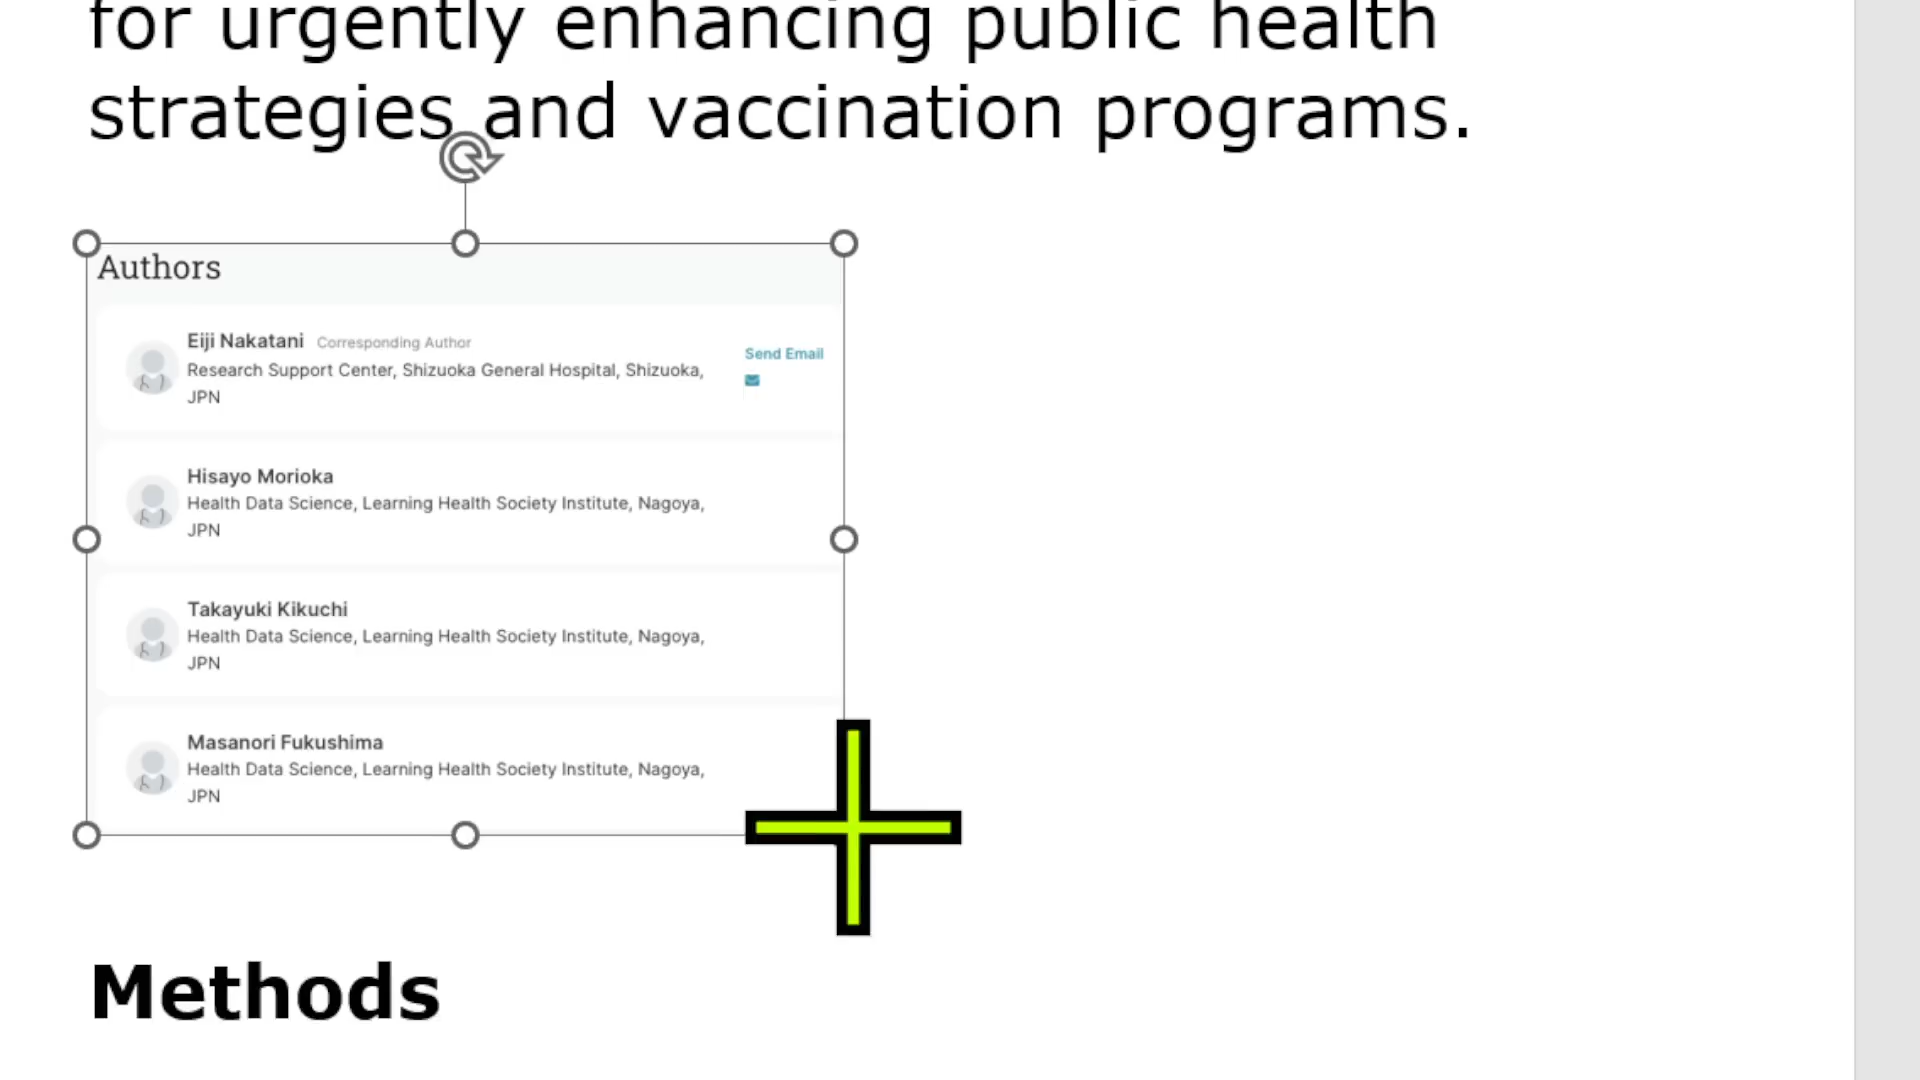 for urgently enhancing public health
strategies and vaccination programs.
Authors
Eiji Nakatani Corresponding Author
Send Email
Research Support Center, Shizuoka General Hospital, Shizuoka,
JPN
Hisayo Morioka
Health Data Science, Learning Health Society Institute, Nagoya,
JPN
Takayuki Kikuchi
Health Data Science, Learning Health Society Institute, Nagoya,
JPN
Masanori Fukushima
Health Data Science, Learning Health Society Institute, Nagoya,
JPN
Methods